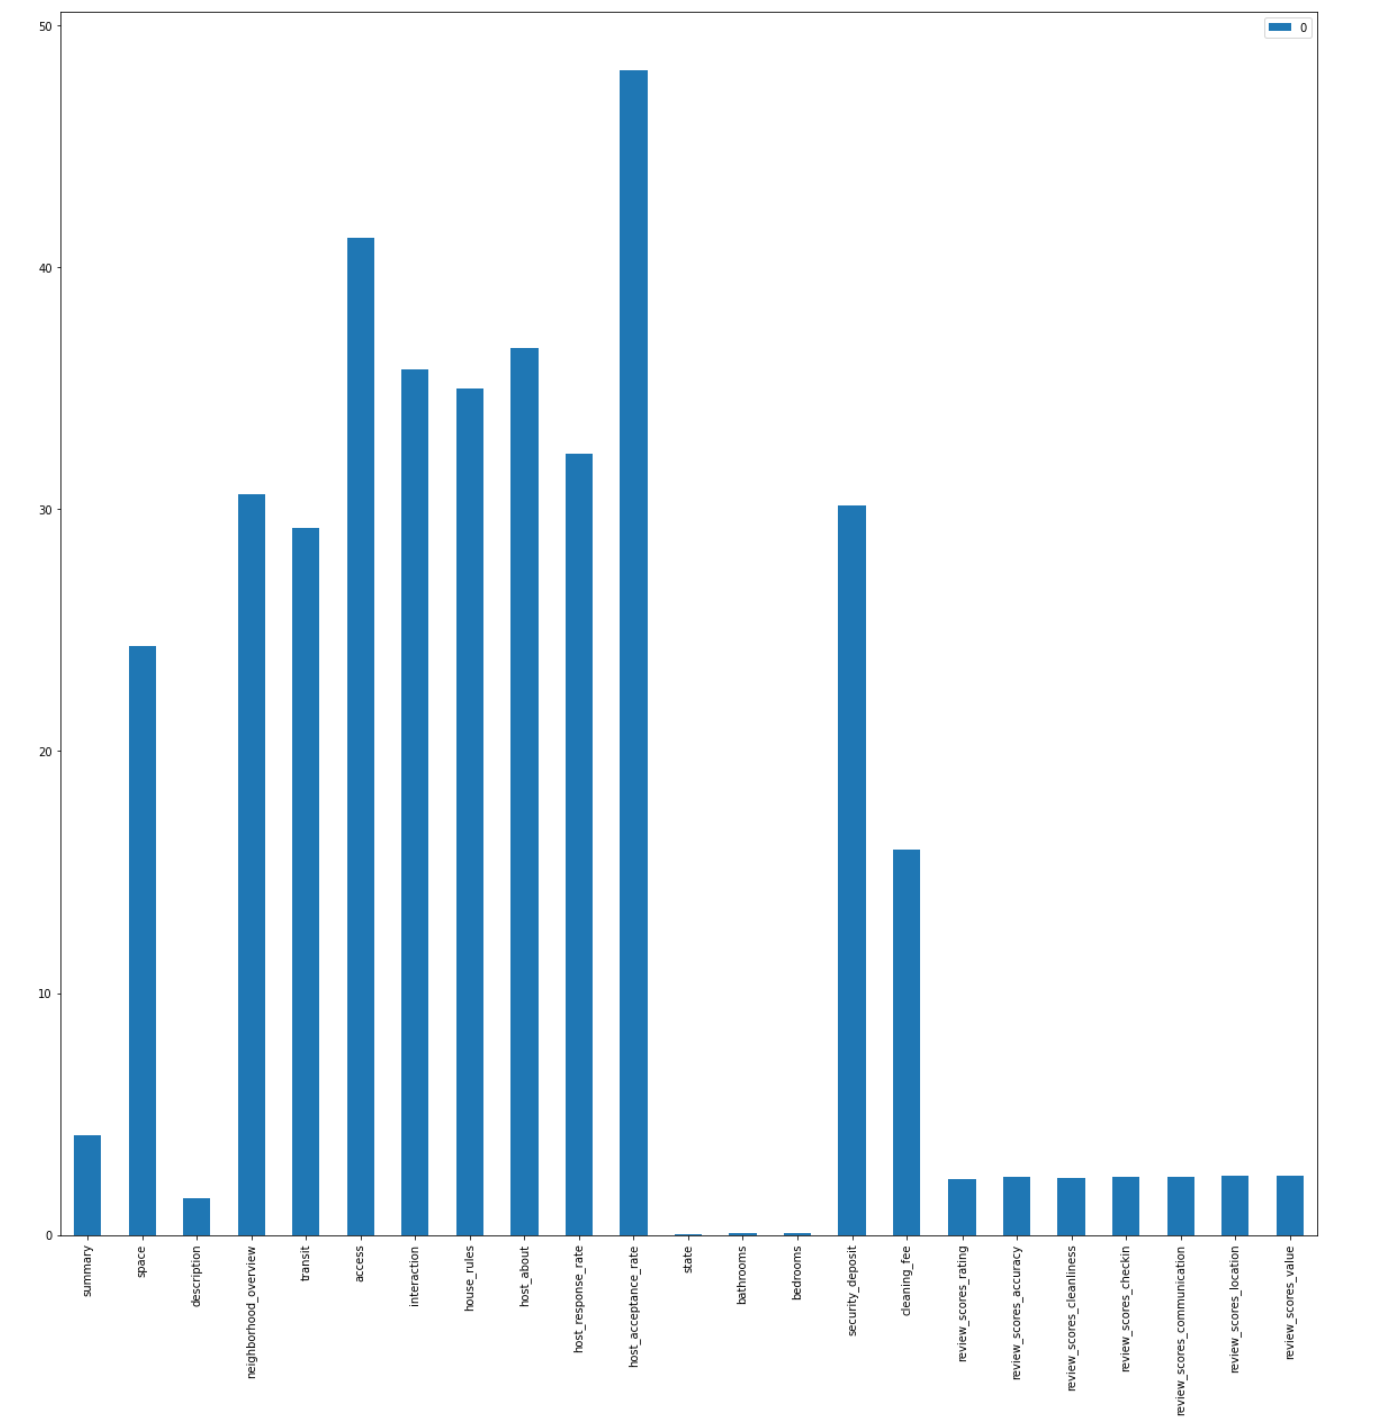 0
50
40
30
20
10
0
summary
space
description
neighborhood_overview
transit
access
interaction
house_rules
host_about
host_response_rate
host_acceptance_rate
state
bathrooms
bedrooms
security_deposit
cleaning_fee
review_scores_rating
review_scores_accuracy
review_scores_cleanliness
review_scores_checkin
review_scores_communication
review_scores_location
review_scores_value